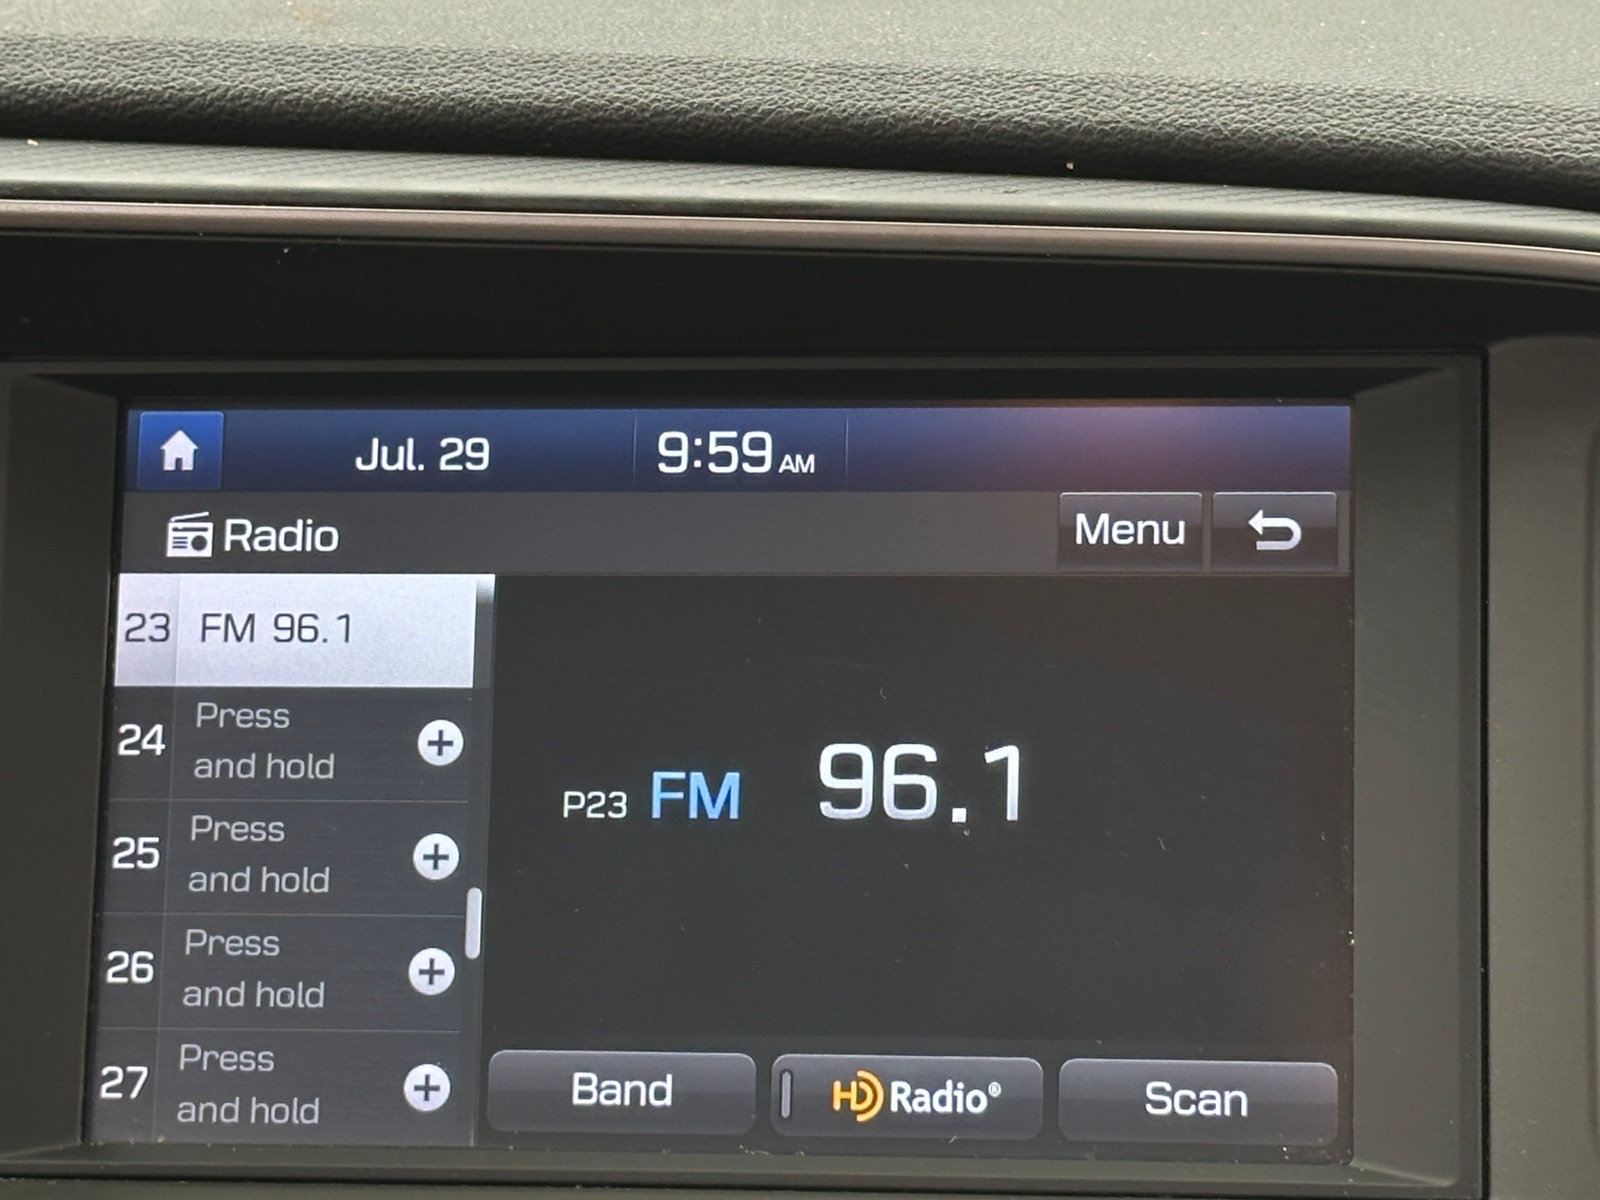 Jul. 29 9:59 AM
Radio Menu
23 FM 96.1
24 Press
and hold
25 Press
and hold
26 Press
and hold
27 Press
and hold
P23 FM 96.1
Band HD Radio® Scan